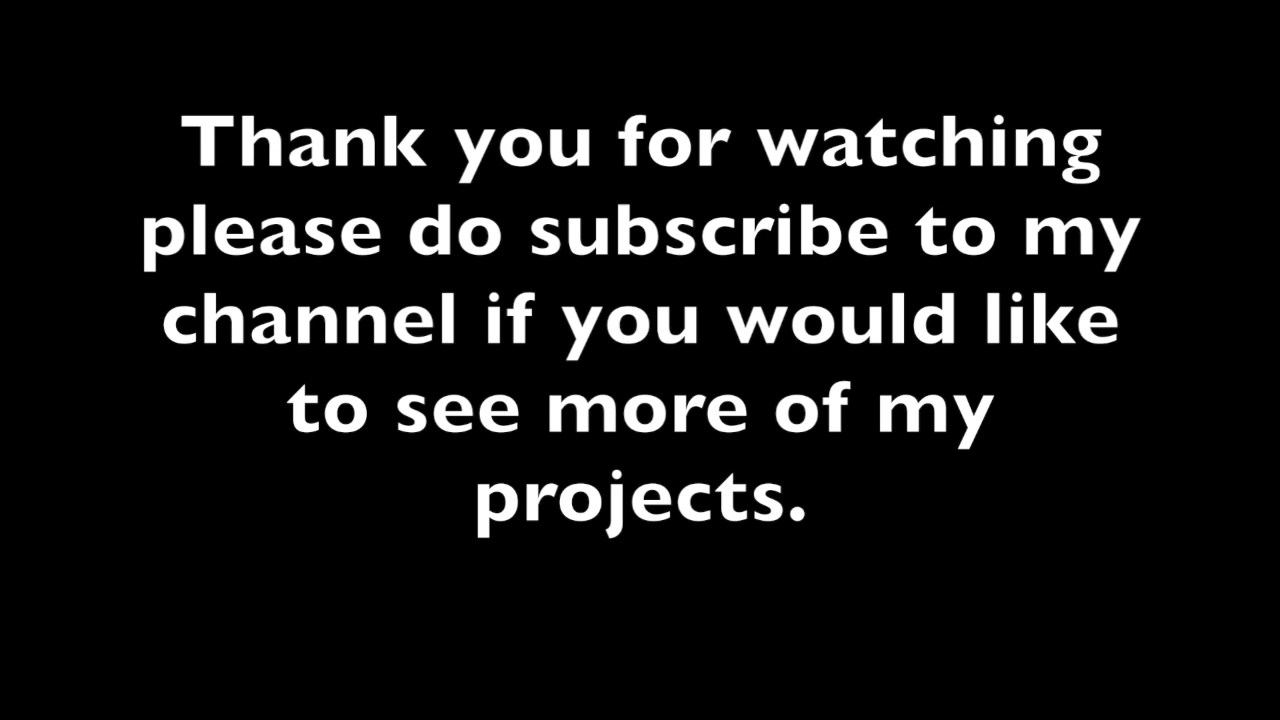 Thank you for watching
please do subscribe to my
channel if you would like
to see more of my
projects.